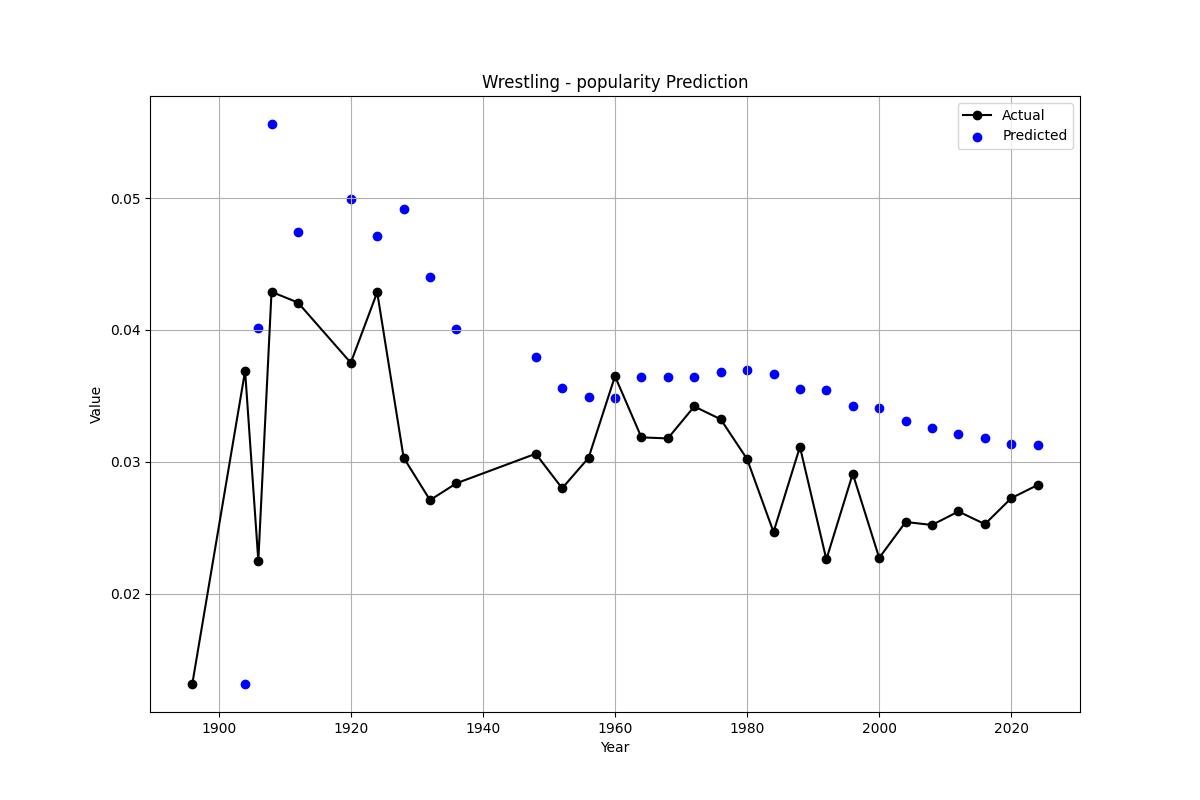 Wrestling - popularity Prediction
Actual
Predicted
0.05
0.04
0.03
0.02
Value
1900 1920 1940 1960 1980 2000 2020
Year